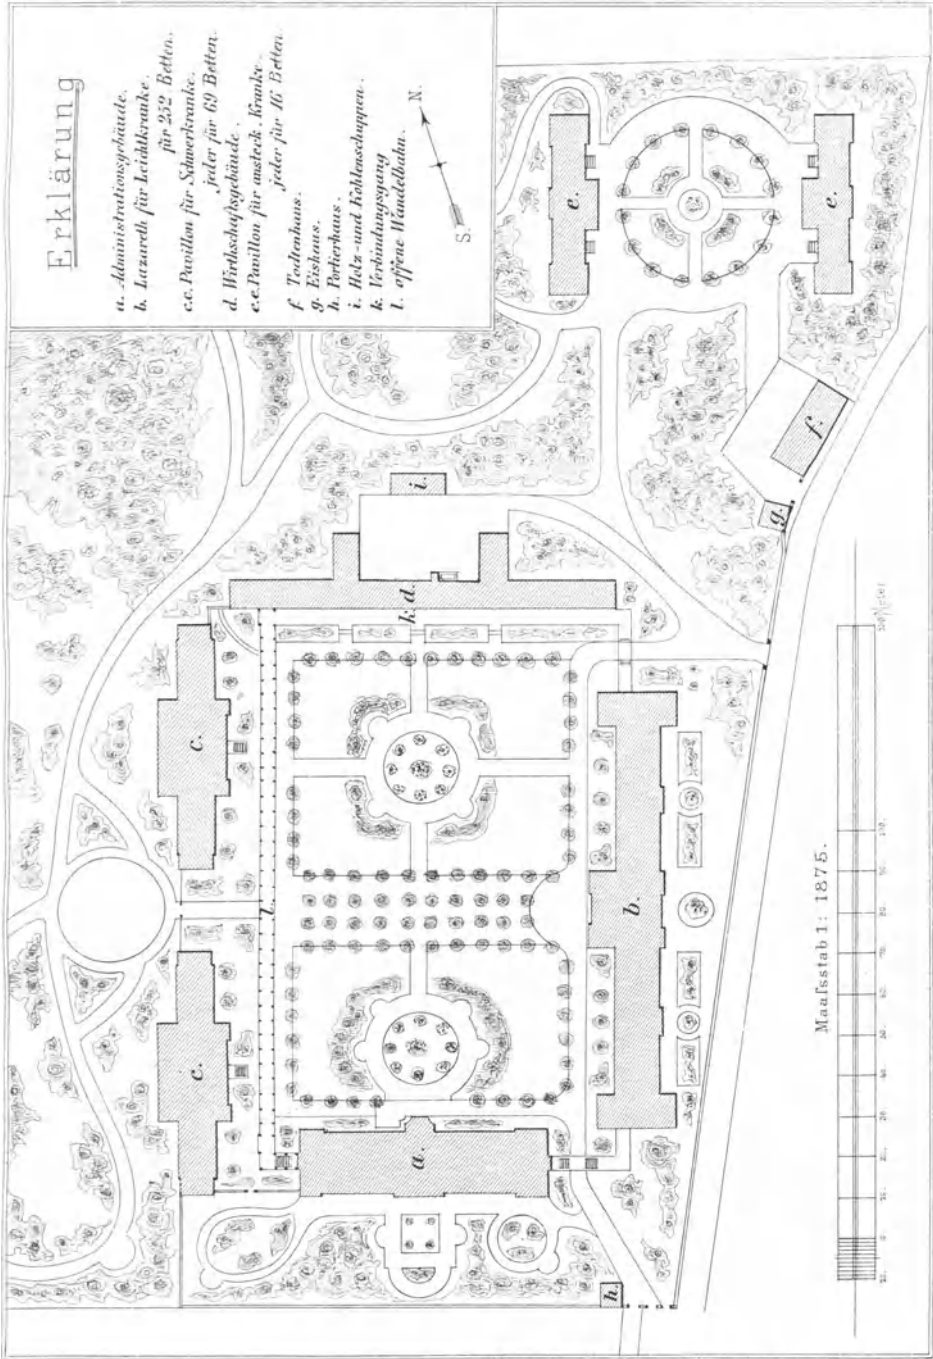 Erklärung
a. Administrationsgebäude.
b. Lazareth für Leichtkranke
für 252 Betten.
c.c. Pavillon für Schwerkranke.
jeder für 69 Betten.
d. Wirthschaftsgebäude.
e.e. Pavillon für ansteck. Kranke.
jeder für 16 Betten.
f. Todtenhaus.
g. Eishaus.
h. Portierhaus.
i. Holz- und Kohlenschuppen.
k. Verbindungsgang
l. offene Wandelbahn.
S.
N.
e.
e.
f.
g.
i.
k.
d.
c.
l.
b.
c.
a.
h.
Maaſsstab 1: 1875.